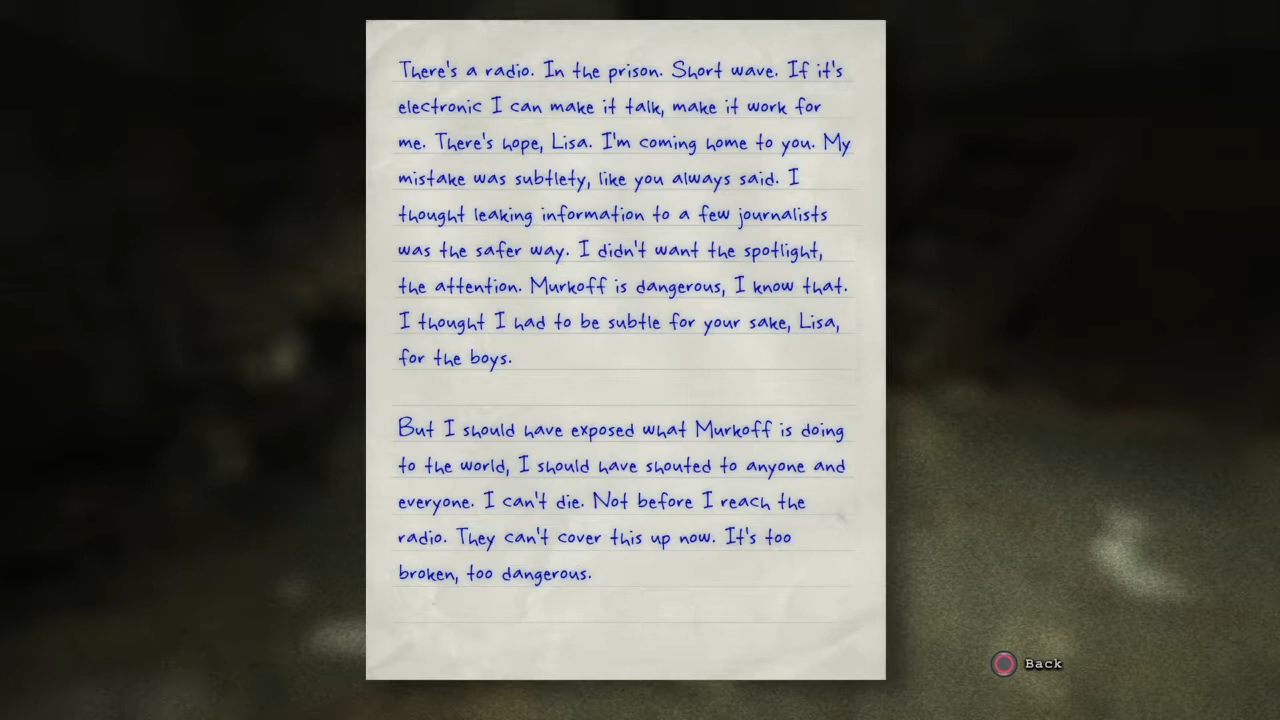 There's a radio. In the prison. Short wave. If it's
electronic I can make it talk, make it work for
me. There's hope, Lisa. I'm coming home to you. My
mistake was subtlety, like you always said. I
thought leaking information to a few journalists
was the safer way. I didn't want the spotlight,
the attention. Murkoff is dangerous, I know that.
I thought I had to be subtle for your sake, Lisa,
for the boys.
But I should have exposed what Murkoff is doing
to the world, I should have shouted to anyone and
everyone. I can't die. Not before I reach the
radio. They can't cover this up now. It's too
broken, too dangerous.
Back